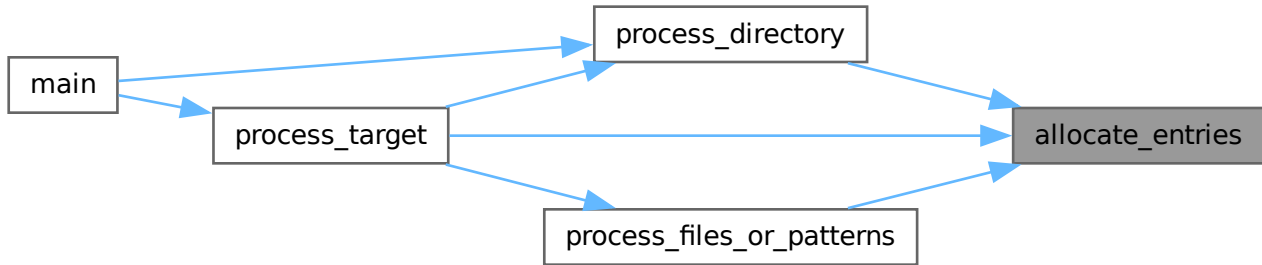 process_directory
main
process_target
allocate_entries
process_files_or_patterns